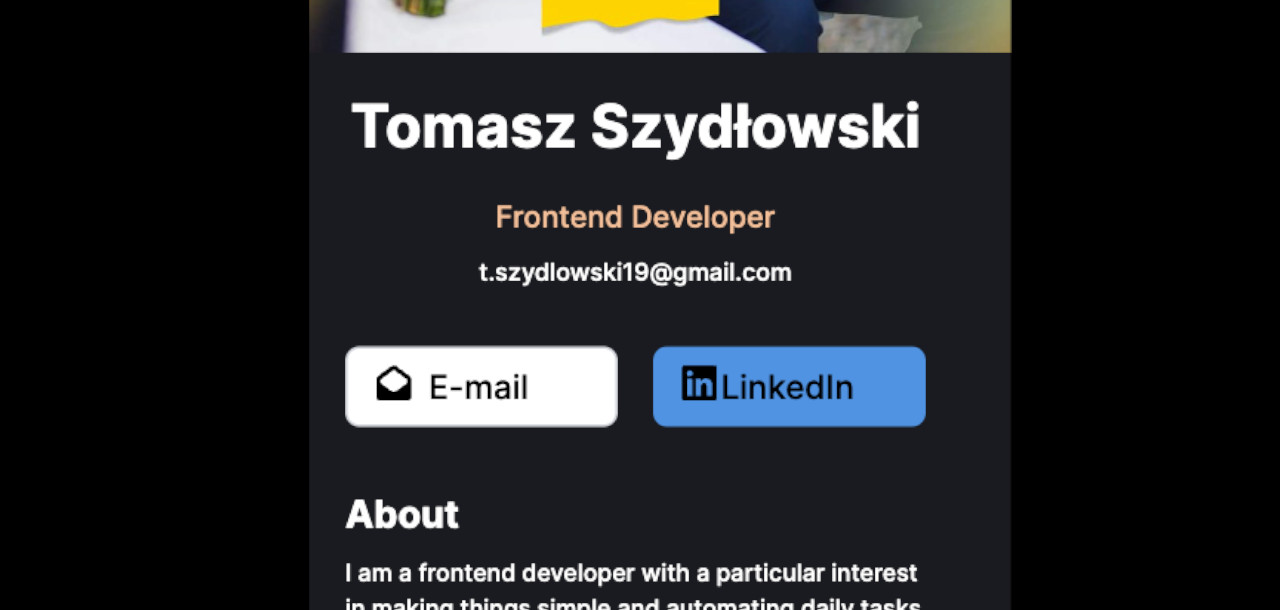 Tomasz Szydłowski
Frontend Developer
t.szydlowski19@gmail.com
E-mail
in LinkedIn
About
I am a frontend developer with a particular interest
in making things simple and automating daily tasks